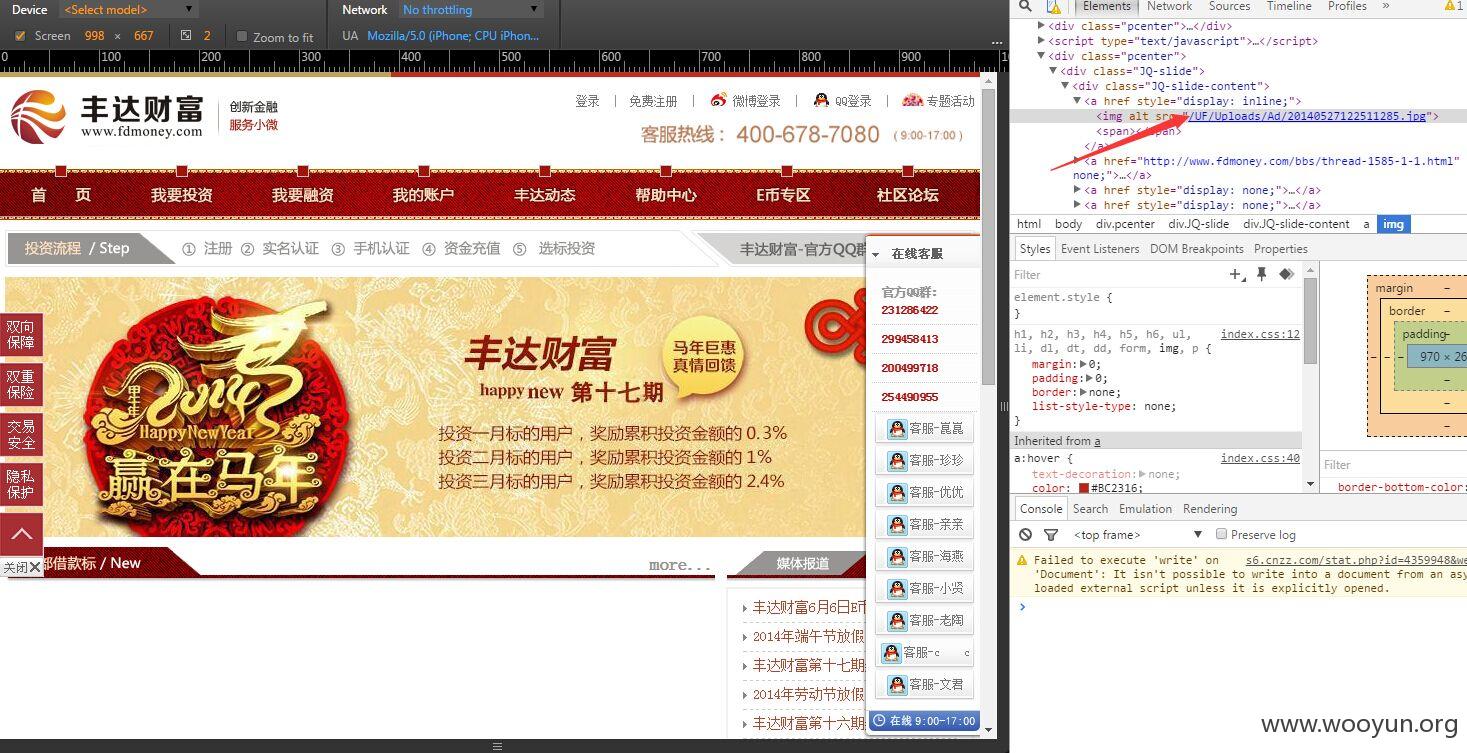 Device <Select model> Network No throttling
Screen 998 × 667 2 Zoom to fit UA Mozilla/5.0 (iPhone; CPU iPhon... ...
0 100 200 300 400 500 600 700 800 900 10
丰达财富
www.fdmoney.com
创新金融
服务小微
登录 | 免费注册 | 微博登录 | QQ登录 | 专题活动
客服热线： 400-678-7080 ( 9:00-17:00 )
首 页 我要投资 我要融资 我的账户 丰达动态 帮助中心 E币专区 社区论坛
投资流程 / Step ① 注册 ② 实名认证 ③ 手机认证 ④ 资金充值 ⑤ 选标投资 丰达财富-官方QQ群
双向
保障
双重
保险
交易
安全
隐私
保护
关闭
甲午
2014
HappyNewYear
赢在马年
丰达财富
happy new 第十七期
马年巨惠
真情回馈
投资一月标的用户，奖励累积投资金额的 0.3%
投资二月标的用户，奖励累积投资金额的 1%
投资三月标的用户，奖励累积投资金额的 2.4%
在线客服
官方QQ群:
231286422
299458413
200499718
254490955
客服-崑崑
客服-珍珍
客服-优优
客服-亲亲
客服-海燕
客服-小贤
客服-老陶
客服-c c
客服-文君
在线 9:00-17:00
部借款标 / New more... 媒体报道
丰达财富6月6日E币
2014年端午节放假
丰达财富第十七期
2014年劳动节放假
丰达财富第十六期
Elements Network Sources Timeline Profiles » 1
<div class="pcenter">…</div>
<script type="text/javascript">…</script>
<div class="pcenter">
<div class="JQ-slide">
<div class="JQ-slide-content">
<a href style="display: inline;">
<img alt src="/UF/Uploads/Ad/20140527122511285.jpg">
<span></span>
</a>
<a href="http://www.fdmoney.com/bbs/thread-1585-1-1.html"
none;">…</a>
<a href style="display: none;">…</a>
<a href style="display: none;">…</a>
html body div.pcenter div.JQ-slide div.JQ-slide-content a img
Styles Event Listeners DOM Breakpoints Properties
Filter
element.style {
}
h1, h2, h3, h4, h5, h6, ul, index.css:12
li, dl, dt, dd, form, img, p {
margin: 0;
padding: 0;
border: none;
list-style-type: none;
}
Inherited from a
a:hover { index.css:40
text-decoration: none;
color: #BC2316;
margin –
border –
padding –
– – – 970 × 26
–
–
–
Filter
border-bottom-color:
Console Search Emulation Rendering
<top frame> Preserve log
Failed to execute 'write' on s6.cnzz.com/stat.php?id=4359948&we
'Document': It isn't possible to write into a document from an asy
loaded external script unless it is explicitly opened.
www.wooyun.org